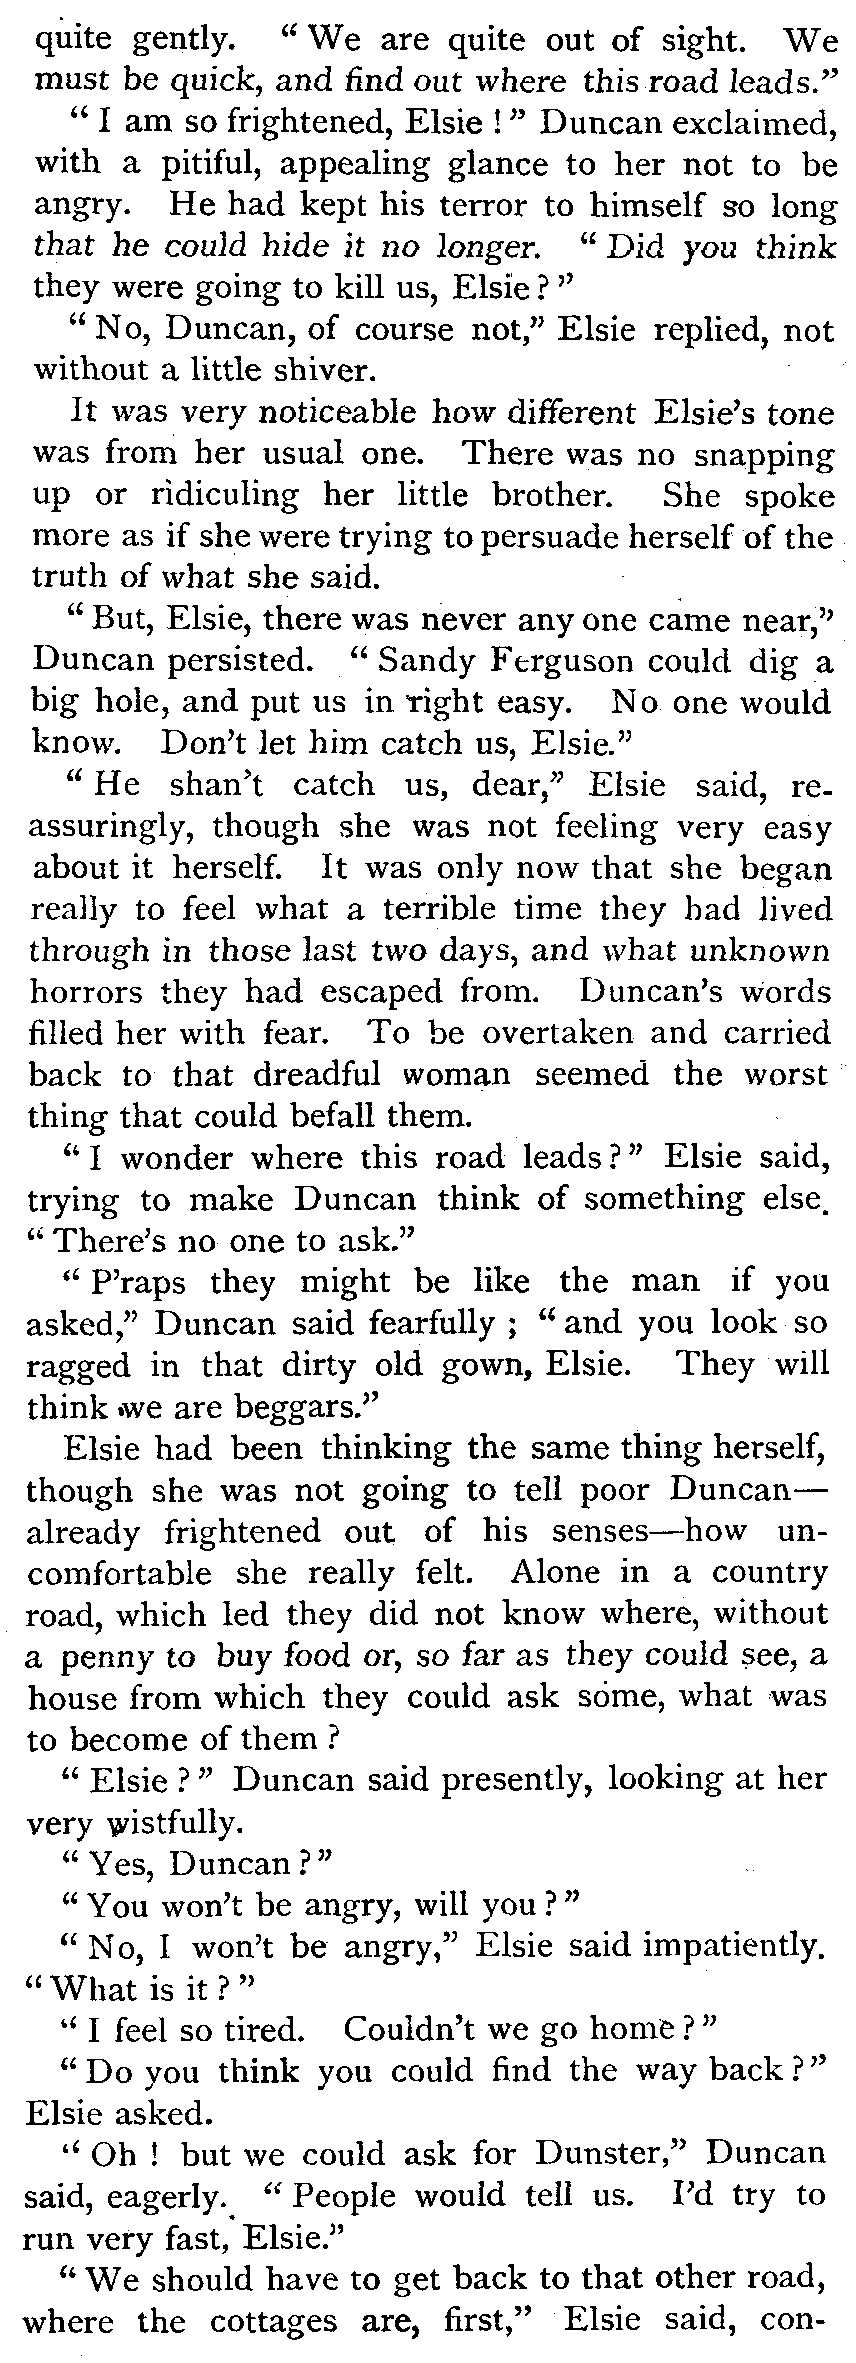 quite gently. “ We are quite out of sight. We
must be quick, and find out where this road leads.”
“ I am so frightened, Elsie ! ” Duncan exclaimed,
with a pitiful, appealing glance to her not to be
angry. He had kept his terror to himself so long
that he could hide it no longer. “ Did you think
they were going to kill us, Elsie ? ”
“ No, Duncan, of course not,” Elsie replied, not
without a little shiver.
It was very noticeable how different Elsie’s tone
was from her usual one. There was no snapping
up or ridiculing her little brother. She spoke
more as if she were trying to persuade herself of the
truth of what she said.
“ But, Elsie, there was never any one came near,”
Duncan persisted. “ Sandy Ferguson could dig a
big hole, and put us in right easy. No one would
know. Don’t let him catch us, Elsie.”
“ He shan’t catch us, dear,” Elsie said, re-
assuringly, though she was not feeling very easy
about it herself. It was only now that she began
really to feel what a terrible time they had lived
through in those last two days, and what unknown
horrors they had escaped from. Duncan’s words
filled her with fear. To be overtaken and carried
back to that dreadful woman seemed the worst
thing that could befall them.
“ I wonder where this road leads ? ” Elsie said,
trying to make Duncan think of something else.
“ There’s no one to ask.”
“ P’raps they might be like the man if you
asked,” Duncan said fearfully ; “ and you look so
ragged in that dirty old gown, Elsie. They will
think we are beggars.”
Elsie had been thinking the same thing herself,
though she was not going to tell poor Duncan—
already frightened out of his senses—how un-
comfortable she really felt. Alone in a country
road, which led they did not know where, without
a penny to buy food or, so far as they could see, a
house from which they could ask some, what was
to become of them ?
“ Elsie ? ” Duncan said presently, looking at her
very wistfully.
“ Yes, Duncan ? ”
“ You won’t be angry, will you ? ”
“ No, I won’t be angry,” Elsie said impatiently.
“ What is it ? ”
“ I feel so tired. Couldn’t we go home ? ”
“ Do you think you could find the way back ? ”
Elsie asked.
“ Oh ! but we could ask for Dunster,” Duncan
said, eagerly. “ People would tell us. I’d try to
run very fast, Elsie.”
“ We should have to get back to that other road,
where the cottages are, first,” Elsie said, con-